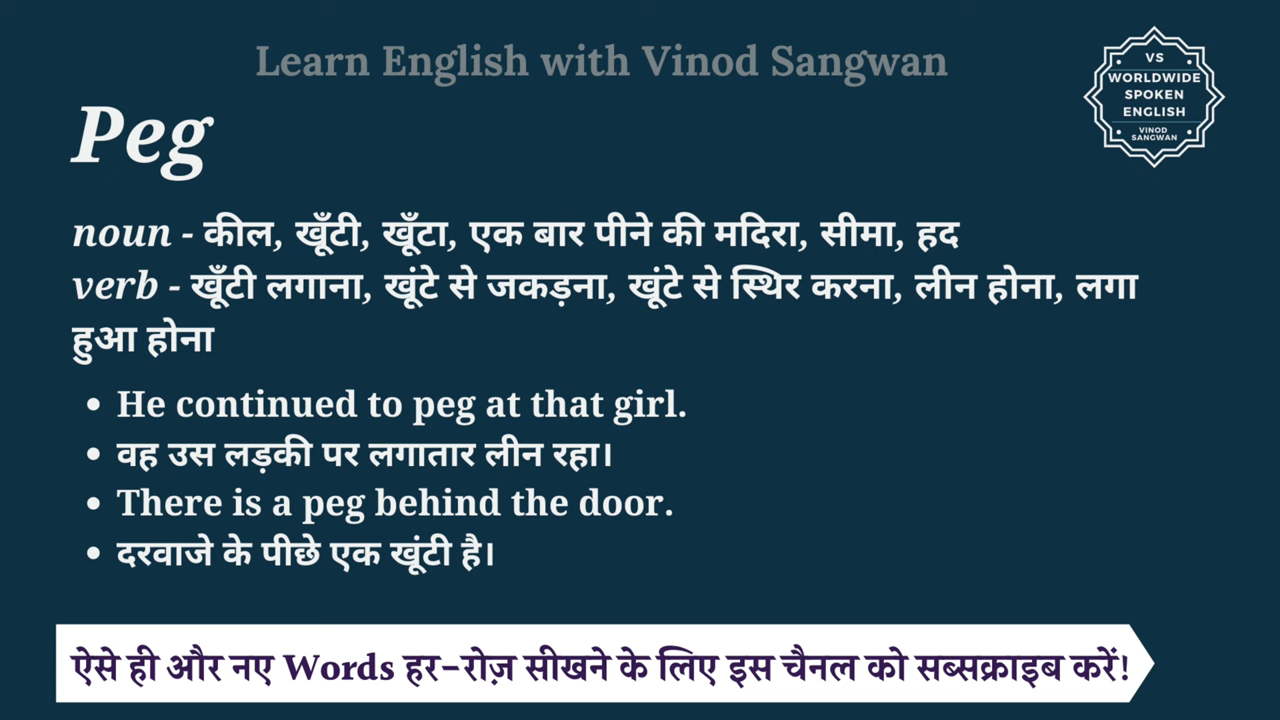 Learn English with Vinod Sangwan
VS
WORLDWIDE
SPOKEN
ENGLISH
VINOD
SANGWAN
Peg
noun - कील, खूँटी, खूँटा, एक बार पीने की मदिरा, सीमा, हद
verb - खूँटी लगाना, खूंटे से जकड़ना, खूंटे से स्थिर करना, लीन होना, लगा
हुआ होना
• He continued to peg at that girl.
• वह उस लड़की पर लगातार लीन रहा।
• There is a peg behind the door.
• दरवाजे के पीछे एक खूंटी है।
ऐसे ही और नए Words हर-रोज़ सीखने के लिए इस चैनल को सब्सक्राइब करें!